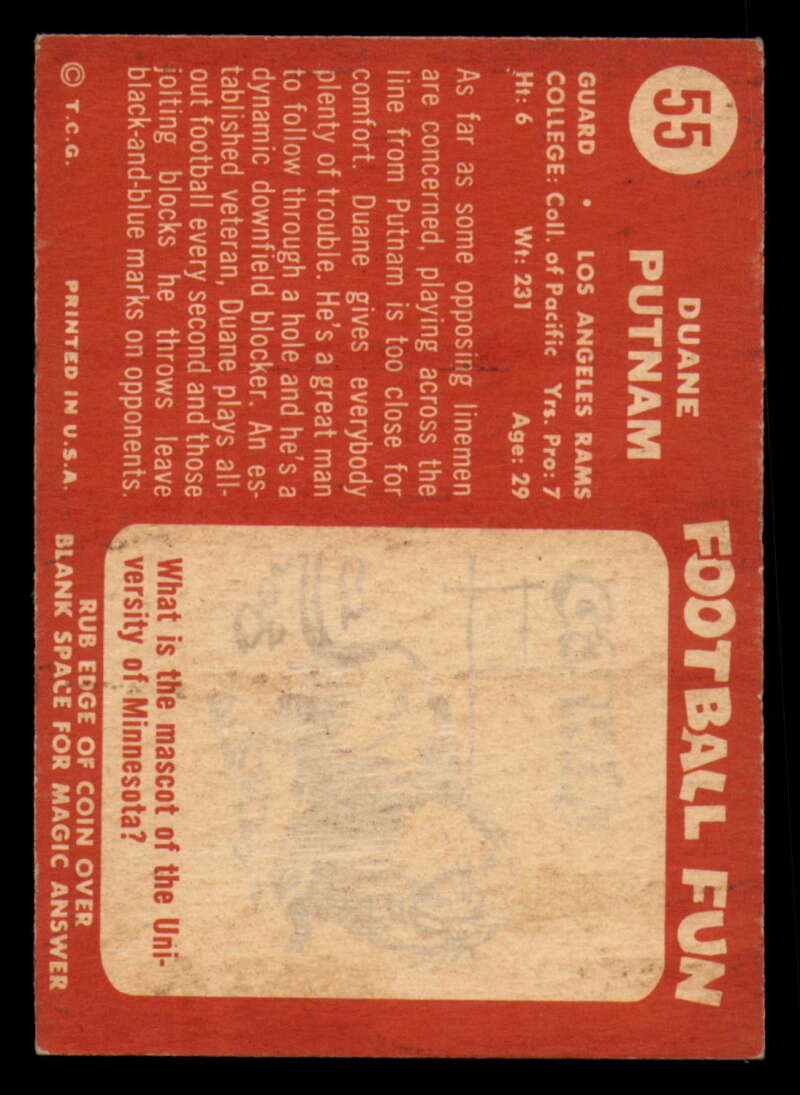 55
DUANE
PUTNAM
GUARD • LOS ANGELES RAMS
COLLEGE: Coll. of Pacific Yrs. Pro: 7
Ht: 6 Wt: 231 Age: 29
As far as some opposing linemen
are concerned, playing across the
line from Putnam is too close for
comfort. Duane gives everybody
plenty of trouble. He's a great man
to follow through a hole and he's a
dynamic downfield blocker. An es-
tablished veteran, Duane plays all-
out football every second and those
jolting blocks he throws leave
black-and-blue marks on opponents.
© T.C.G. PRINTED IN U.S.A.
FOOTBALL FUN
What is the mascot of the Uni-
versity of Minnesota?
RUB EDGE OF COIN OVER
BLANK SPACE FOR MAGIC ANSWER